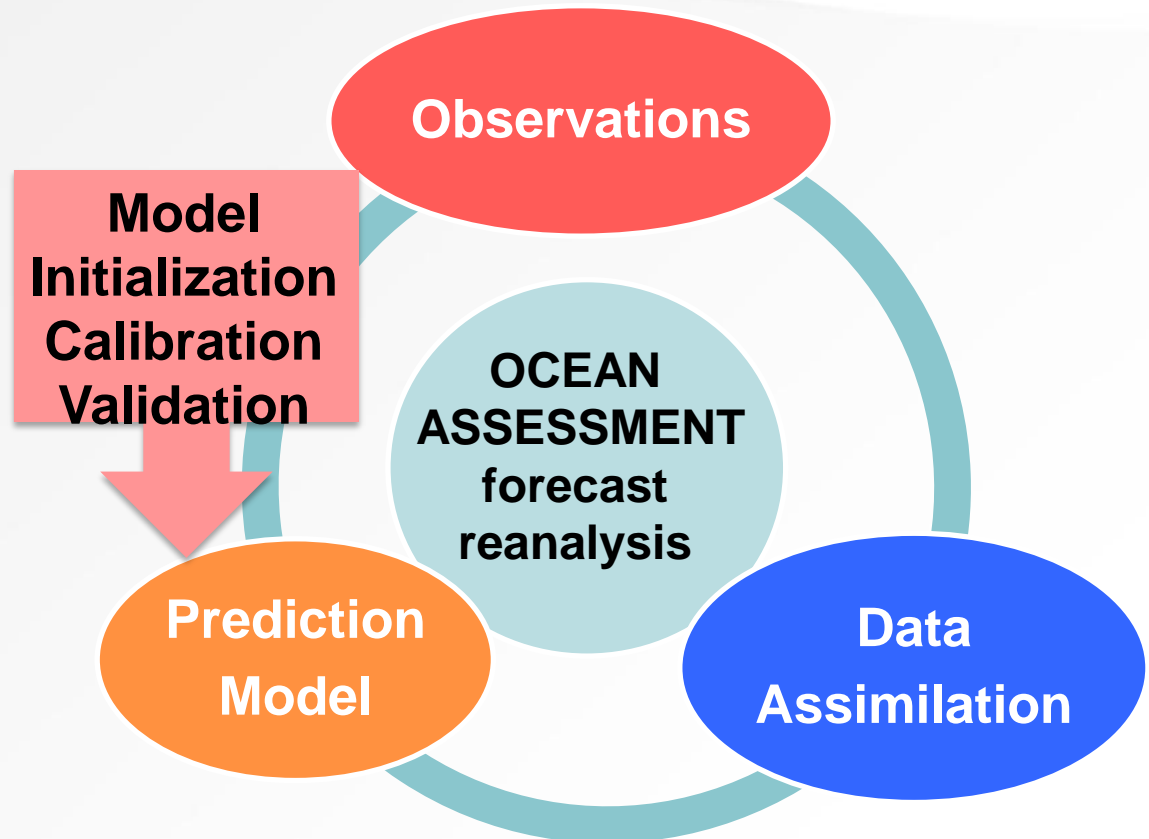 Observations
Model
Initialization
Calibration
Validation
OCEAN
ASSESSMENT
forecast
reanalysis
Prediction
Model
Data
Assimilation